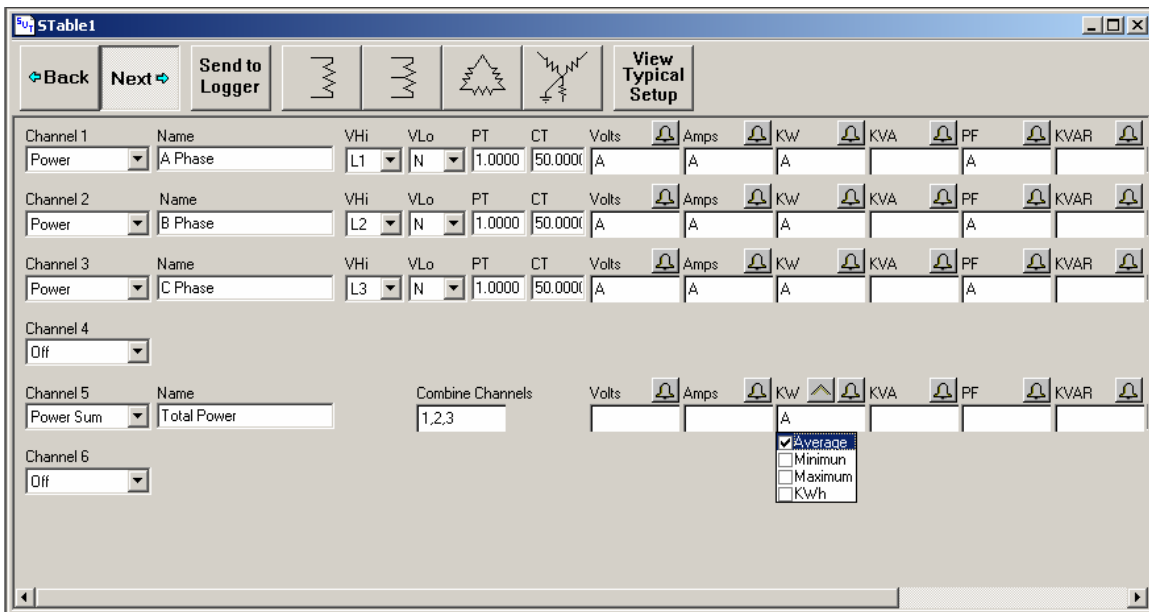 SUT STable1
Back Next Send to Logger View Typical Setup
Channel 1 Name VHi VLo PT CT Volts Amps KW KVA PF KVAR
Power A Phase L1 N 1.0000 50.000 A A A A
Channel 2 Name VHi VLo PT CT Volts Amps KW KVA PF KVAR
Power B Phase L2 N 1.0000 50.000 A A A A
Channel 3 Name VHi VLo PT CT Volts Amps KW KVA PF KVAR
Power C Phase L3 N 1.0000 50.000 A A A A
Channel 4
Off
Channel 5 Name Combine Channels Volts Amps KW KVA PF KVAR
Power Sum Total Power 1,2,3 A
Average
Minimun
Maximum
KWh
Channel 6
Off